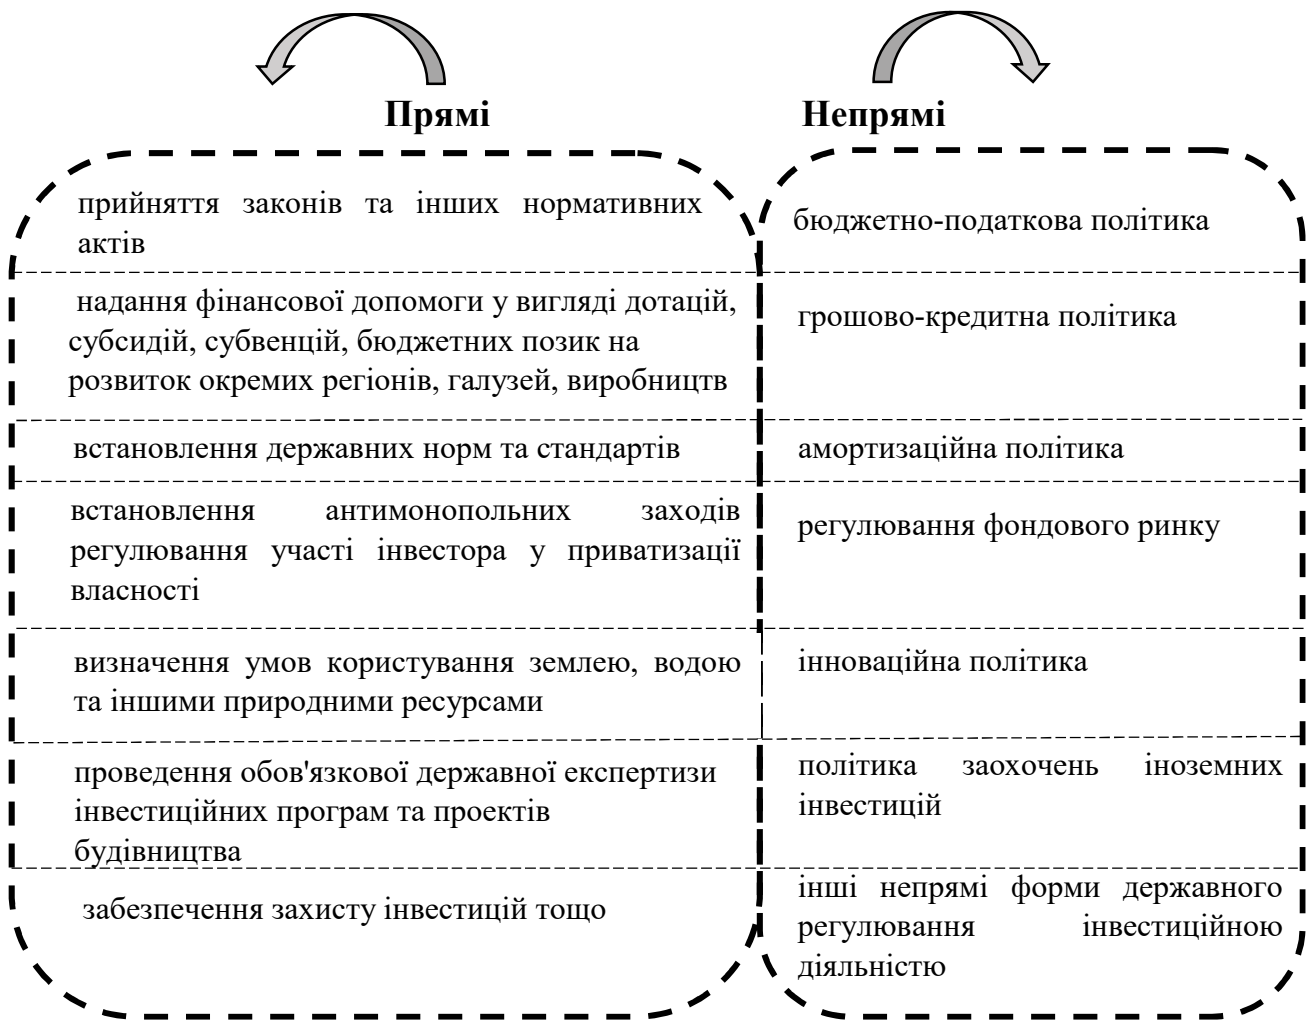 Прямі
Непрямі
прийняття законів та інших нормативних
актів
бюджетно-податкова політика
надання фінансової допомоги у вигляді дотацій,
субсидій, субвенцій, бюджетних позик на
розвиток окремих регіонів, галузей, виробництв
грошово-кредитна політика
встановлення державних норм та стандартів
амортизаційна політика
встановлення антимонопольних заходів
регулювання участі інвестора у приватизації
власності
регулювання фондового ринку
визначення умов користування землею, водою
та іншими природними ресурсами
інноваційна політика
проведення обов'язкової державної експертизи
інвестиційних програм та проектів
будівництва
політика заохочень іноземних
інвестицій
забезпечення захисту інвестицій тощо
інші непрямі форми державного
регулювання інвестиційною
діяльністю